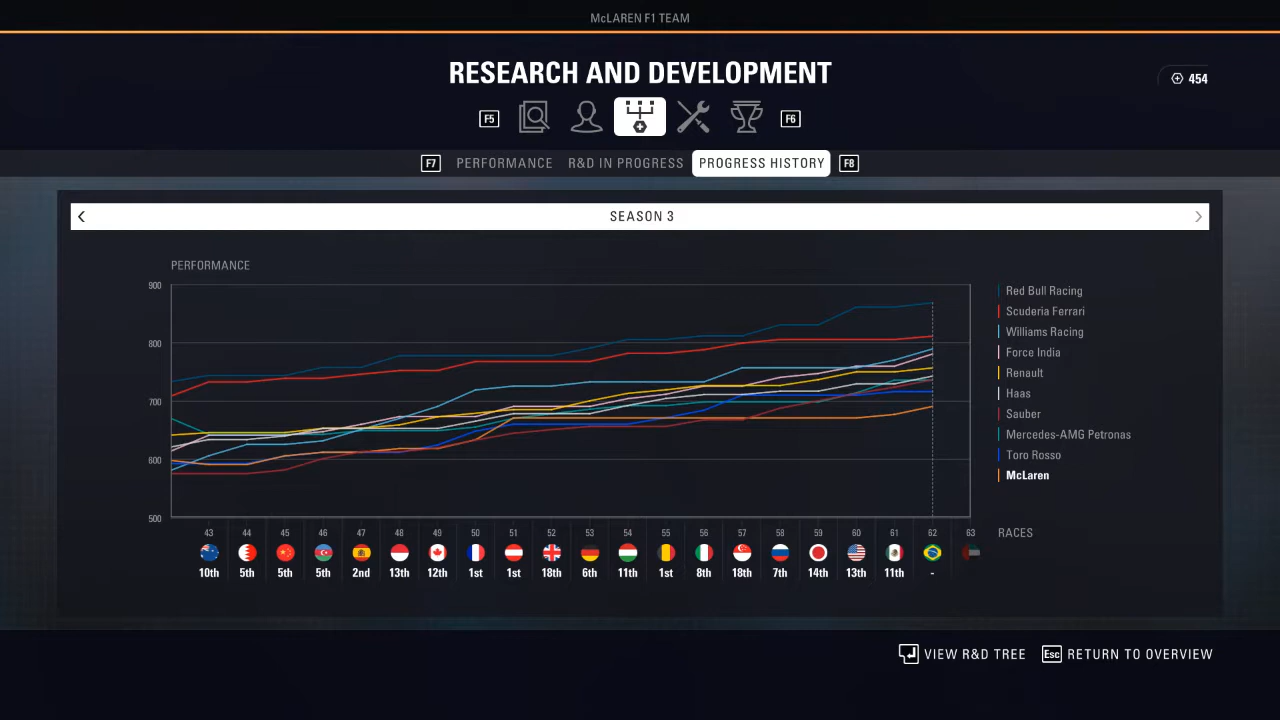 McLAREN F1 TEAM
RESEARCH AND DEVELOPMENT
454
F5 F6
F7 PERFORMANCE R&D IN PROGRESS PROGRESS HISTORY F8
SEASON 3
PERFORMANCE
900
800
700
600
500
Red Bull Racing
Scuderia Ferrari
Williams Racing
Force India
Renault
Haas
Sauber
Mercedes-AMG Petronas
Toro Rosso
McLaren
43 44 45 46 47 48 49 50 51 52 53 54 55 56 57 58 59 60 61 62 63 RACES
10th 5th 5th 5th 2nd 13th 12th 1st 1st 18th 6th 11th 1st 8th 18th 7th 14th 13th 11th -
VIEW R&D TREE Esc RETURN TO OVERVIEW